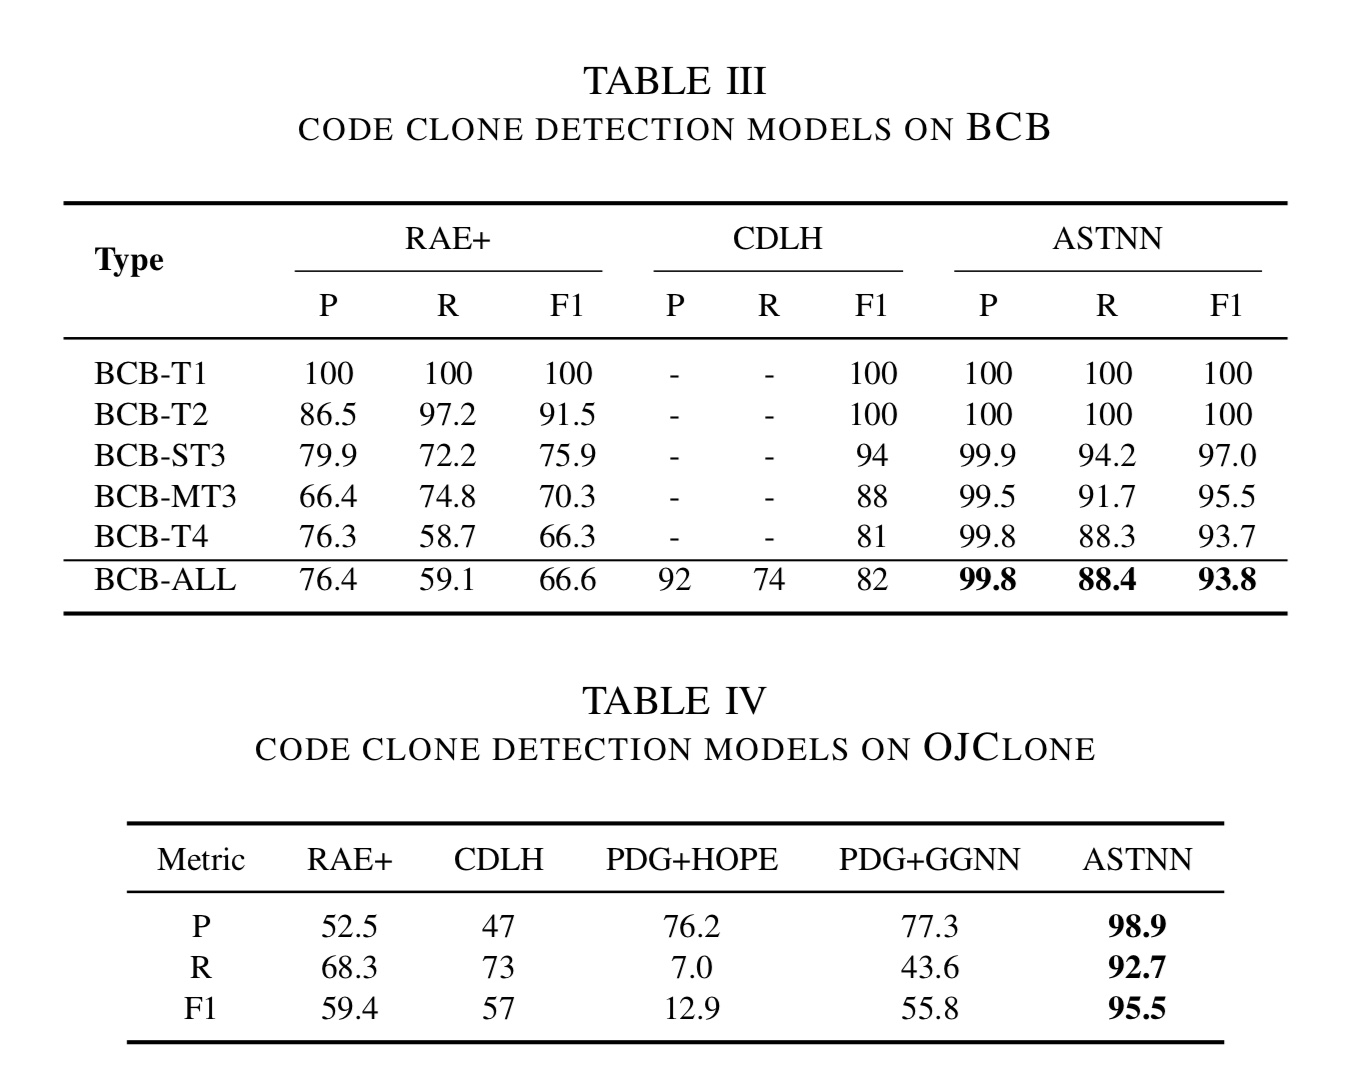 TABLE III
CODE CLONE DETECTION MODELS ON BCB
Type RAE+ CDLH ASTNN
P R F1 P R F1 P R F1
BCB-T1 100 100 100 - - 100 100 100 100
BCB-T2 86.5 97.2 91.5 - - 100 100 100 100
BCB-ST3 79.9 72.2 75.9 - - 94 99.9 94.2 97.0
BCB-MT3 66.4 74.8 70.3 - - 88 99.5 91.7 95.5
BCB-T4 76.3 58.7 66.3 - - 81 99.8 88.3 93.7
BCB-ALL 76.4 59.1 66.6 92 74 82 99.8 88.4 93.8
TABLE IV
CODE CLONE DETECTION MODELS ON OJCLONE
Metric RAE+ CDLH PDG+HOPE PDG+GGNN ASTNN
P 52.5 47 76.2 77.3 98.9
R 68.3 73 7.0 43.6 92.7
F1 59.4 57 12.9 55.8 95.5